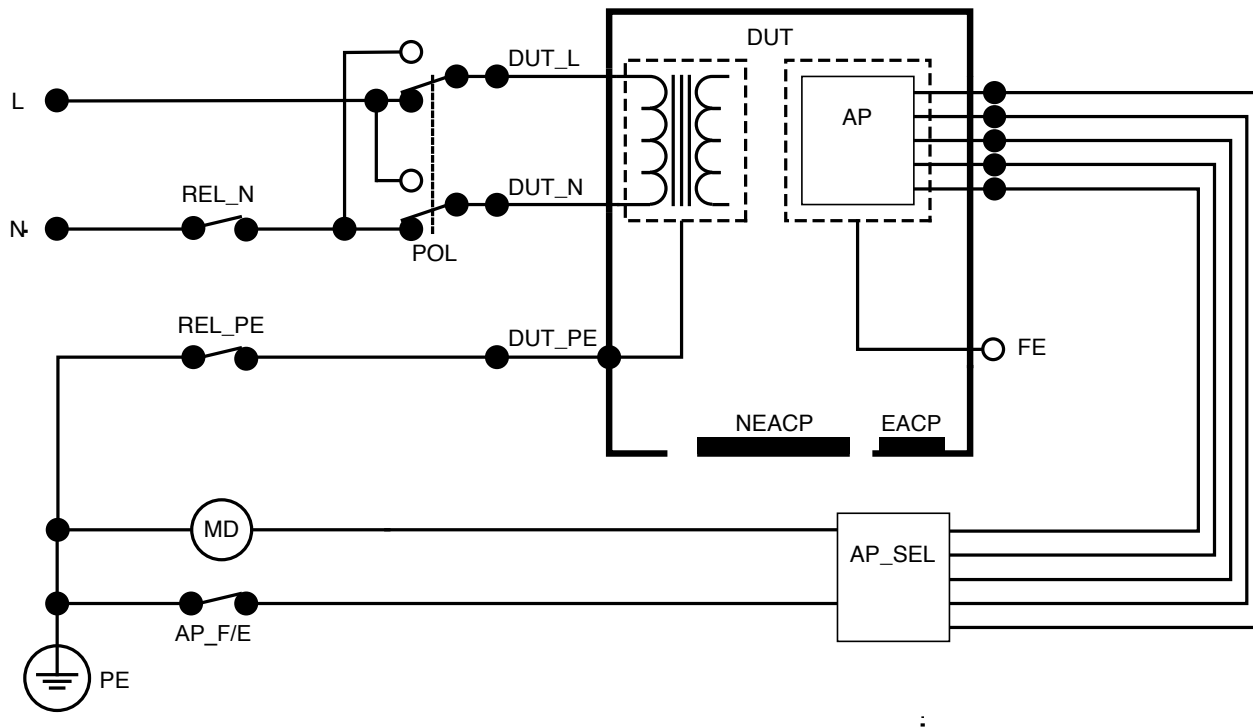 DUT
DUT_L
L
AP
REL_N
DUT_N
N
POL
REL_PE
DUT_PE
FE
NEACP
EACP
MD
AP_SEL
AP_F/E
PE